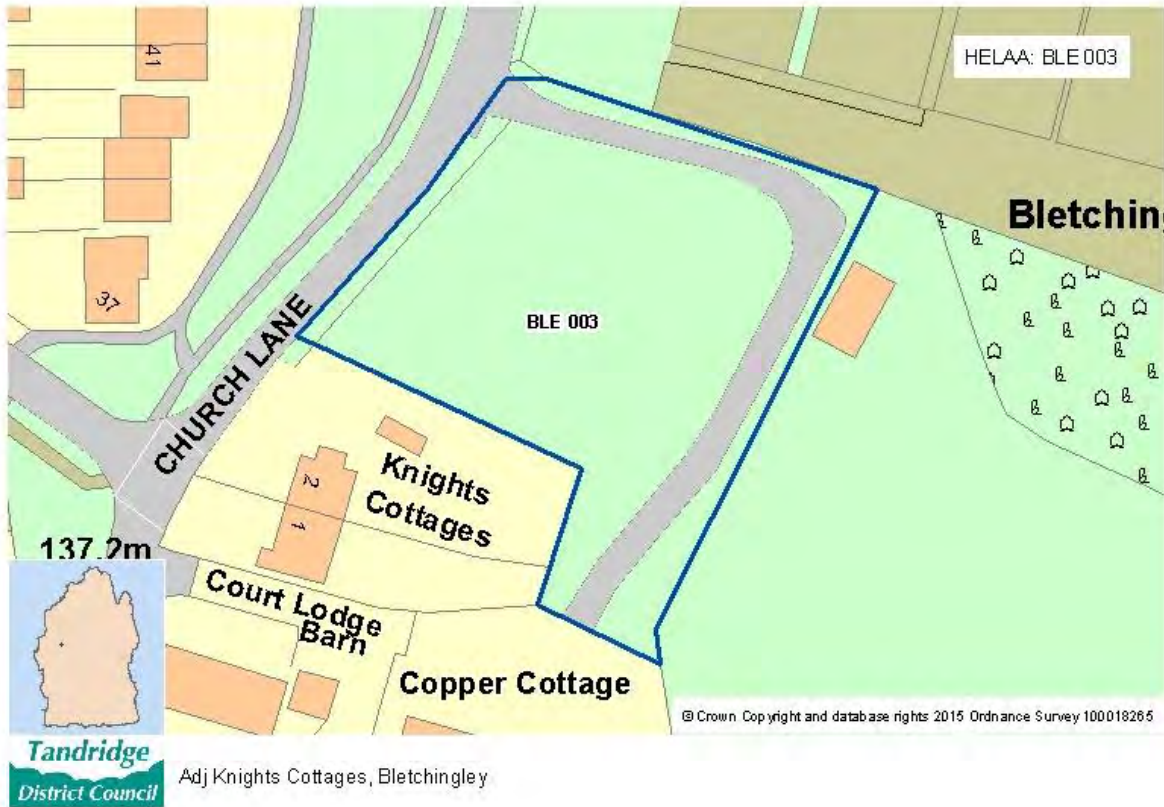 41
HELAA: BLE 003
Bletching
37
BLE 003
CHURCH LANE
Knights
Cottages
2
1
137.2m
Court Lodge
Barn
Copper Cottage
© Crown Copyright and database rights 2015 Ordnance Survey 100018265
Tandridge
District Council
Adj Knights Cottages, Bletchingley